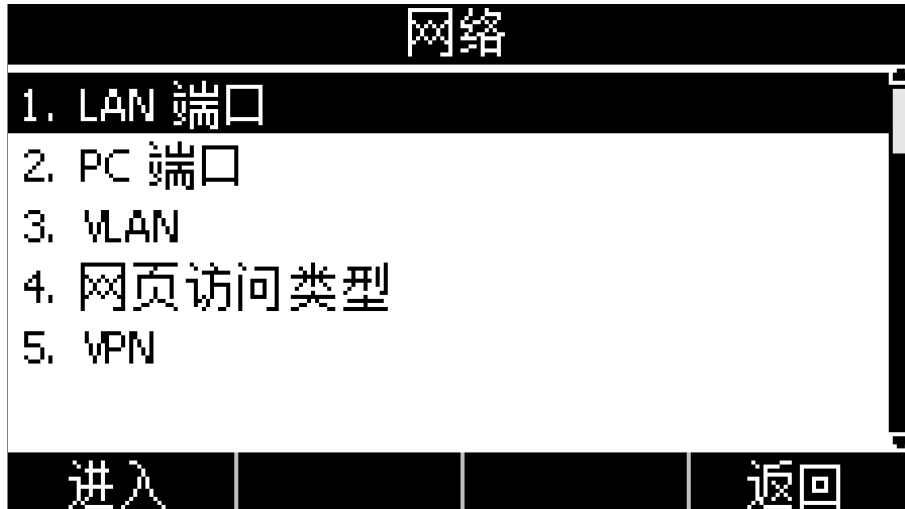 网络
1. LAN 端口
2. PC 端口
3. VLAN
4. 网页访问类型
5. VPN
进入 返回